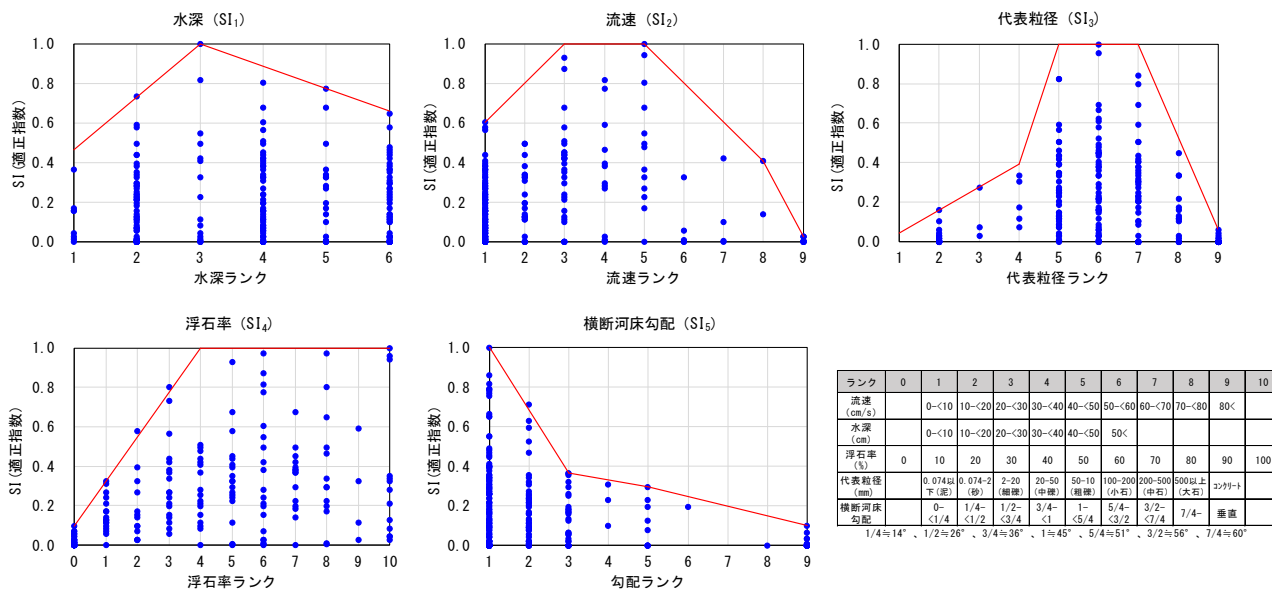 水深（SI₁）
SI(適正指数)
1.0
0.8
0.6
0.4
0.2
0.0
1 2 3 4 5 6
水深ランク
流速（SI₂）
SI(適正指数)
1.0
0.8
0.6
0.4
0.2
0.0
1 2 3 4 5 6 7 8 9
流速ランク
代表粒径（SI₃）
SI(適正指数)
1.0
0.8
0.6
0.4
0.2
0.0
1 2 3 4 5 6 7 8 9
代表粒径ランク
浮石率（SI₄）
SI(適正指数)
1.0
0.8
0.6
0.4
0.2
0.0
0 1 2 3 4 5 6 7 8 9 10
浮石率ランク
横断河床勾配（SI₅）
SI(適正指数)
1.0
0.8
0.6
0.4
0.2
0.0
1 2 3 4 5 6 7 8 9
勾配ランク
ランク 0 1 2 3 4 5 6 7 8 9 10
流速(cm/s) 0-<10 10-<20 20-<30 30-<40 40-<50 50-<60 60-<70 70-<80 80<
水深(cm) 0-<10 10-<20 20-<30 30-<40 40-<50 50<
浮石率(%) 0 10 20 30 40 50 60 70 80 90 100
代表粒径(mm) 0.074以下(泥) 0.074-2(砂) 2-20(細礫) 20-50(中礫) 50-10(粗礫) 100-200(小石) 200-500(中石) 500以上(大石) コンクリート
横断河床勾配 0-<1/4 1/4-<1/2 1/2-<3/4 3/4-<1 1-<5/4 5/4-<3/2 3/2-<7/4 7/4- 垂直
1/4≒14°、1/2≒26°、3/4≒36°、1≒45°、5/4≒51°、3/2≒56°、7/4≒60°